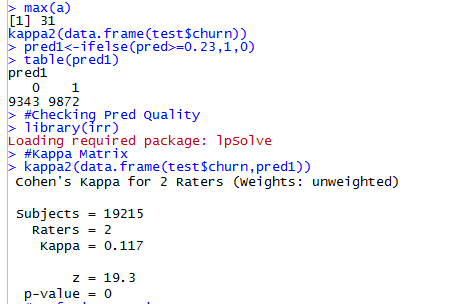 > max(a)
[1] 31
kappa2(data.frame(test$churn))
> pred1<-ifelse(pred>=0.23,1,0)
> table(pred1)
pred1
   0    1
9343 9872
> #Checking Pred Quality
> library(irr)
Loading required package: lpSolve
> #Kappa Matrix
> kappa2(data.frame(test$churn,pred1))
 Cohen's Kappa for 2 Raters (Weights: unweighted)
 Subjects = 19215
   Raters = 2
    Kappa = 0.117
        z = 19.3
  p-value = 0